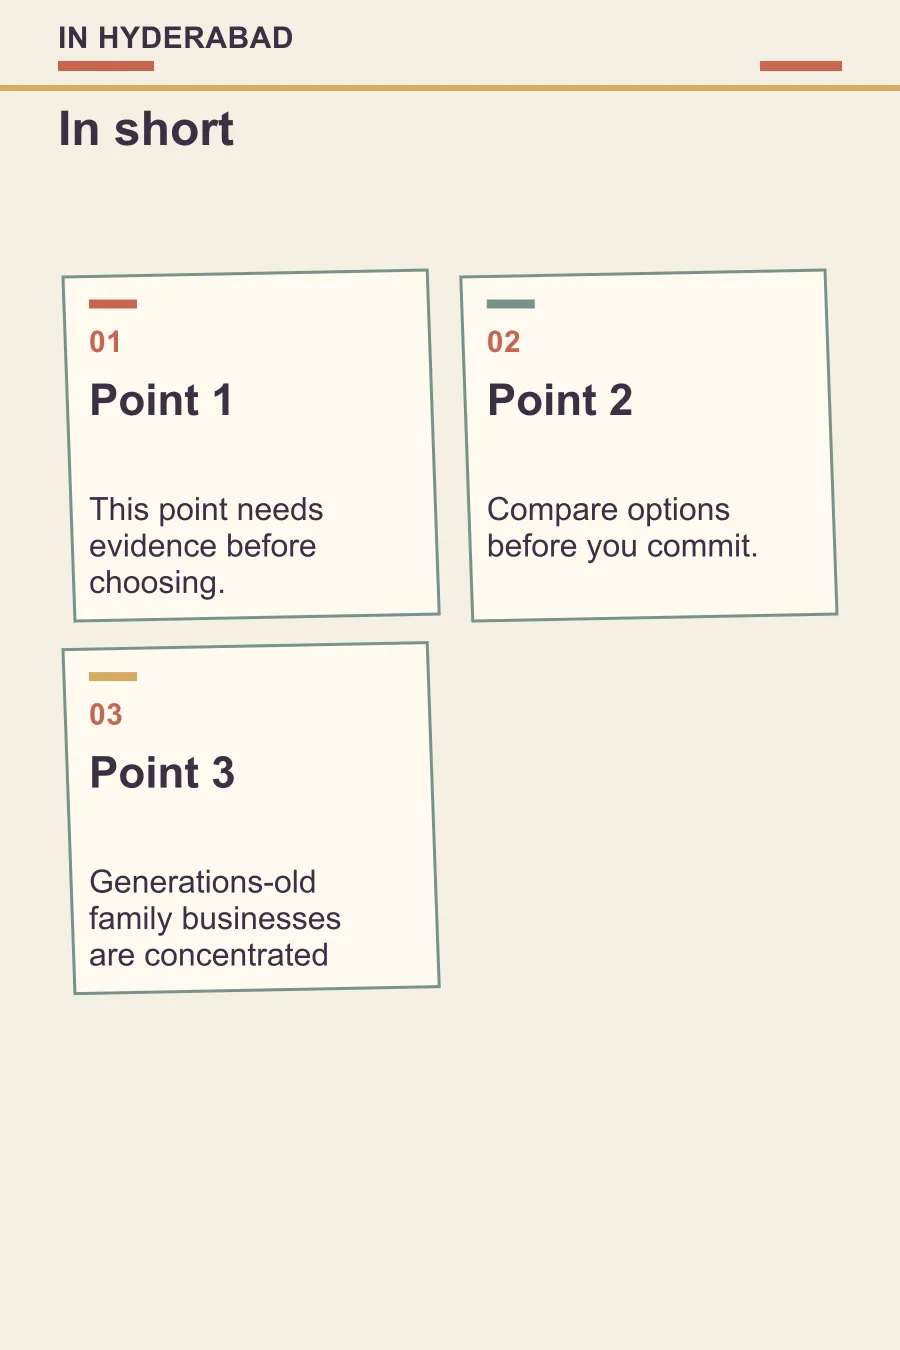 IN HYDERABAD
In short
01
Point 1
This point needs
evidence before
choosing.
02
Point 2
Compare options
before you commit.
03
Point 3
Generations-old
family businesses
are concentrated